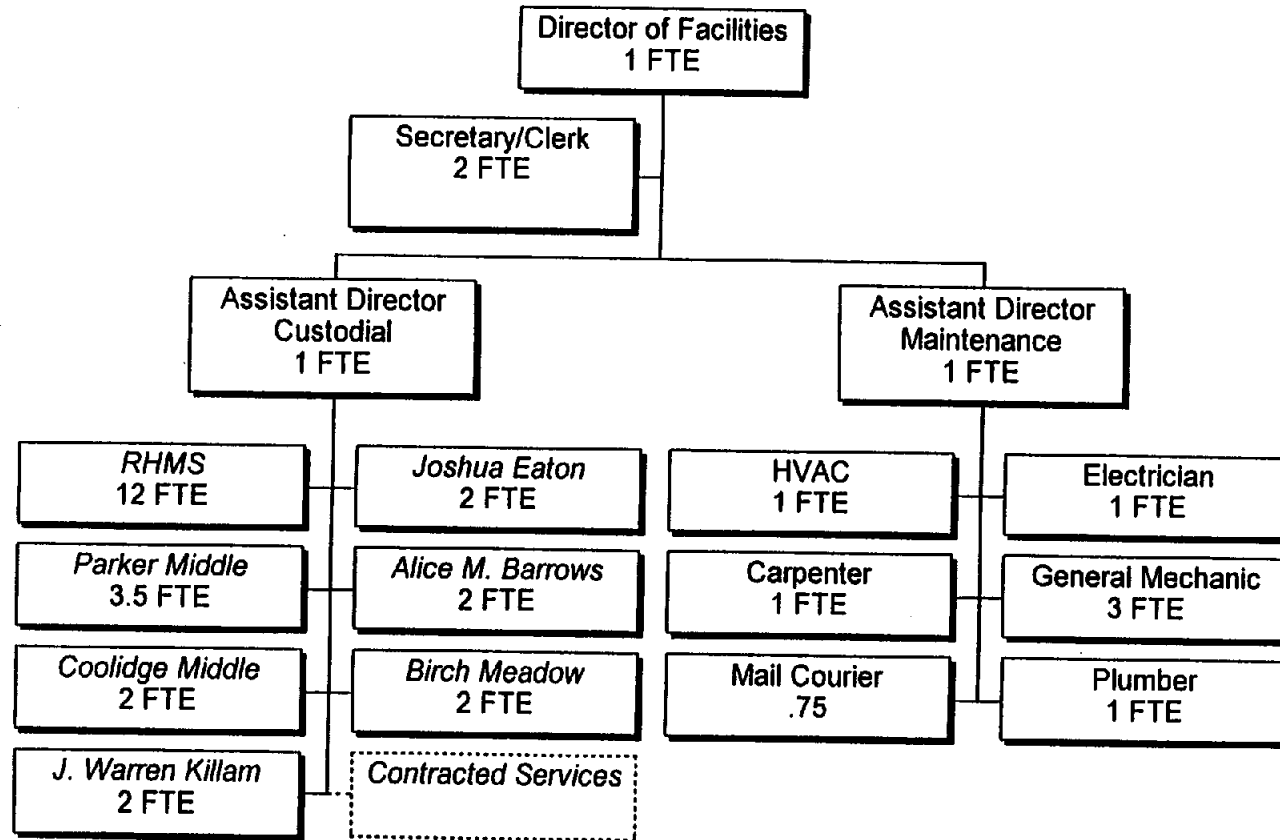 Director of Facilities
1 FTE
Secretary/Clerk
2 FTE
Assistant Director
Custodial
1 FTE
Assistant Director
Maintenance
1 FTE
RHMS
12 FTE
Joshua Eaton
2 FTE
HVAC
1 FTE
Electrician
1 FTE
Parker Middle
3.5 FTE
Alice M. Barrows
2 FTE
Carpenter
1 FTE
General Mechanic
3 FTE
Coolidge Middle
2 FTE
Birch Meadow
2 FTE
Mail Courier
.75
Plumber
1 FTE
J. Warren Killam
2 FTE
Contracted Services